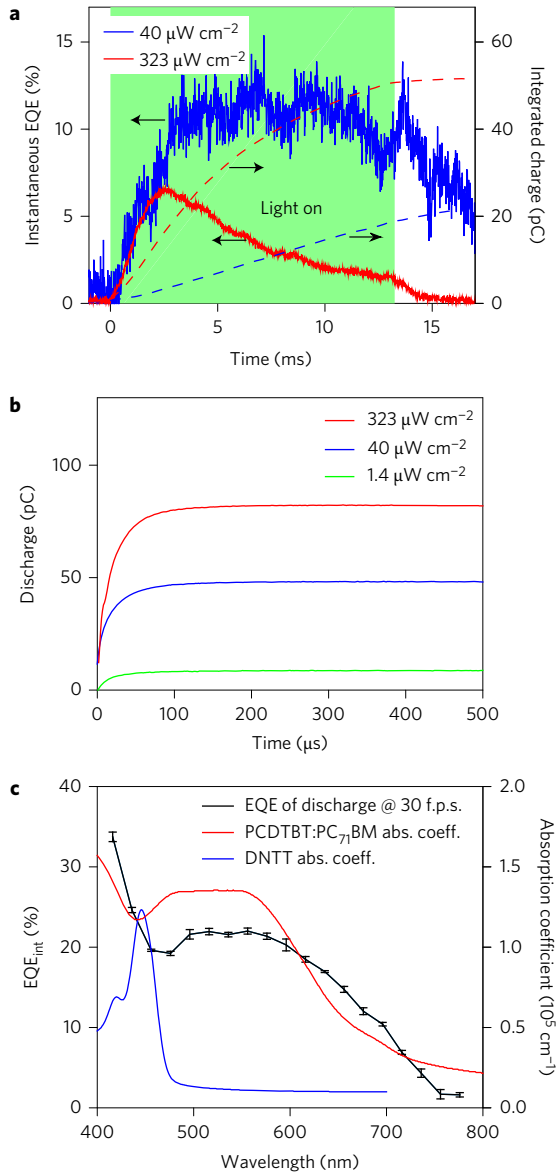 a
40 μW cm⁻²
323 μW cm⁻²
Light on
Instantaneous EQE (%)
0
5
10
15
Integrated charge (pC)
0
20
40
60
0
5
10
15
Time (ms)
b
323 μW cm⁻²
40 μW cm⁻²
1.4 μW cm⁻²
Discharge (pC)
0
50
100
0
100
200
300
400
500
Time (μs)
c
EQE of discharge @ 30 f.p.s.
PCDTBT:PC₇₁BM abs. coeff.
DNTT abs. coeff.
EQE_int (%)
0
10
20
30
40
Absorption coefficient (10⁵ cm⁻¹)
0.0
0.5
1.0
1.5
2.0
400
500
600
700
800
Wavelength (nm)